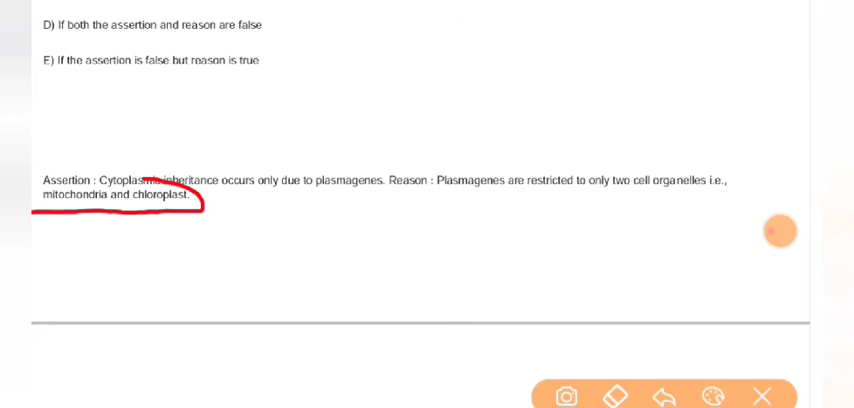 D) If both the assertion and reason are false
E) If the assertion is false but reason is true
Assertion : Cytoplasmic inheritance occurs only due to plasmagenes. Reason : Plasmagenes are restricted to only two cell organelles i.e.,
mitochondria and chloroplast.